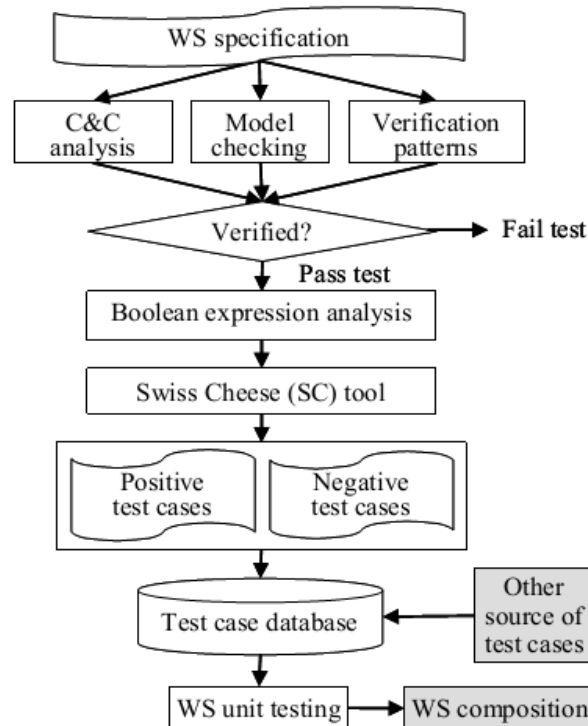 WS specification
C&C
analysis
Model
checking
Verification
patterns
Verified?
Fail test
Pass test
Boolean expression analysis
Swiss Cheese (SC) tool
Positive
test cases
Negative
test cases
Test case database
Other
source of
test cases
WS unit testing
WS composition